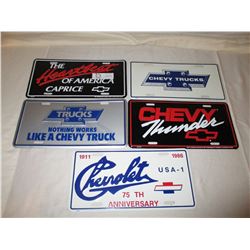 THE
Heartbeat
OF AMERICA
CAPRICE
CHEVY TRUCKS
TRUCKS
NOTHING WORKS
LIKE A CHEVY TRUCK
CHEVY
Thunder
1911 1986
Chevrolet
USA-1
75 TH
ANNIVERSARY